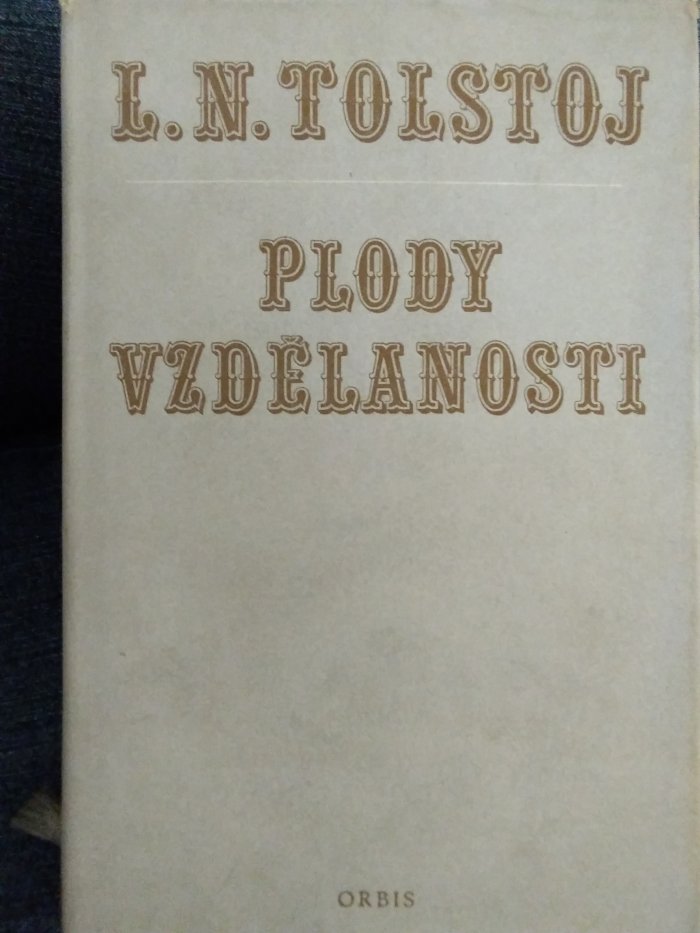 L. N. TOLSTOJ
PLODY
VZDĚLANOSTI
ORBIS